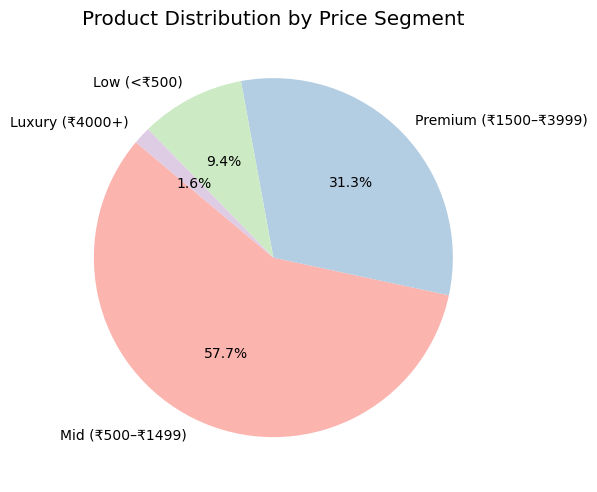 Product Distribution by Price Segment
Low (<₹500)
Luxury (₹4000+)
Premium (₹1500–₹3999)
9.4%
1.6%
31.3%
57.7%
Mid (₹500–₹1499)